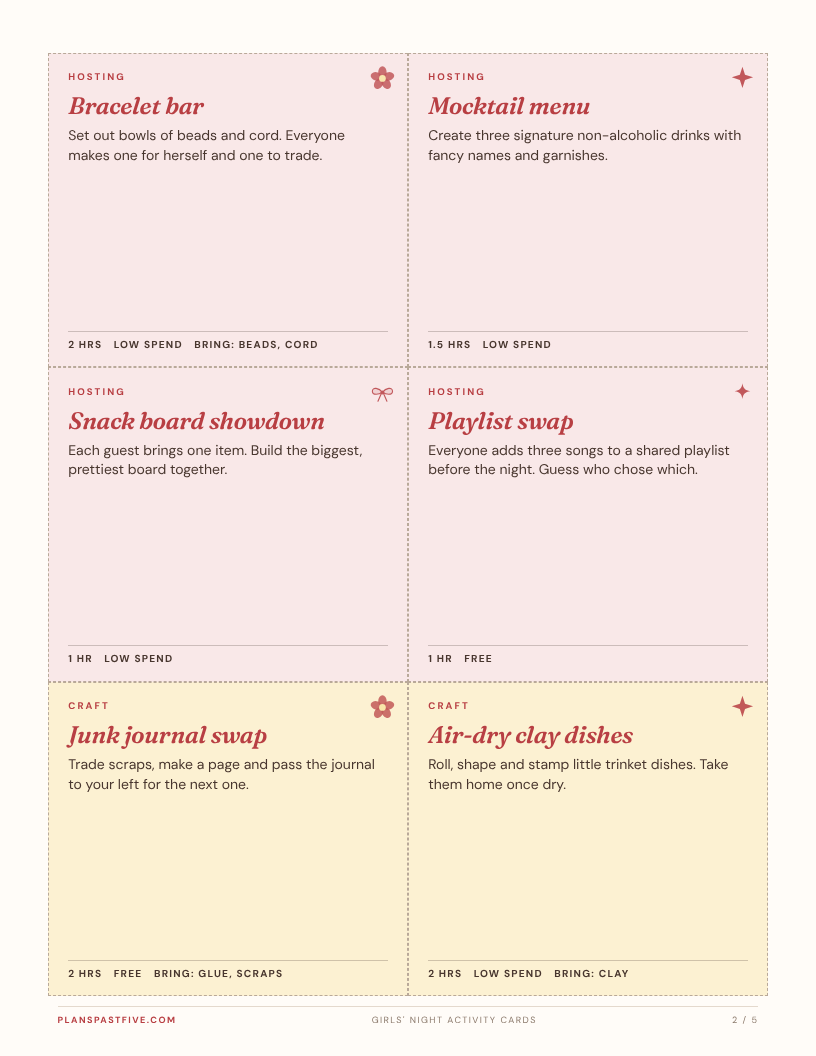 HOSTING
Bracelet bar
Set out bowls of beads and cord. Everyone
makes one for herself and one to trade.
2 HRS LOW SPEND BRING: BEADS, CORD
HOSTING
Mocktail menu
Create three signature non-alcoholic drinks with
fancy names and garnishes.
1.5 HRS LOW SPEND
HOSTING
Snack board showdown
Each guest brings one item. Build the biggest,
prettiest board together.
1 HR LOW SPEND
HOSTING
Playlist swap
Everyone adds three songs to a shared playlist
before the night. Guess who chose which.
1 HR FREE
CRAFT
Junk journal swap
Trade scraps, make a page and pass the journal
to your left for the next one.
2 HRS FREE BRING: GLUE, SCRAPS
CRAFT
Air-dry clay dishes
Roll, shape and stamp little trinket dishes. Take
them home once dry.
2 HRS LOW SPEND BRING: CLAY
PLANSPASTFIVE.COM
GIRLS' NIGHT ACTIVITY CARDS
2 / 5